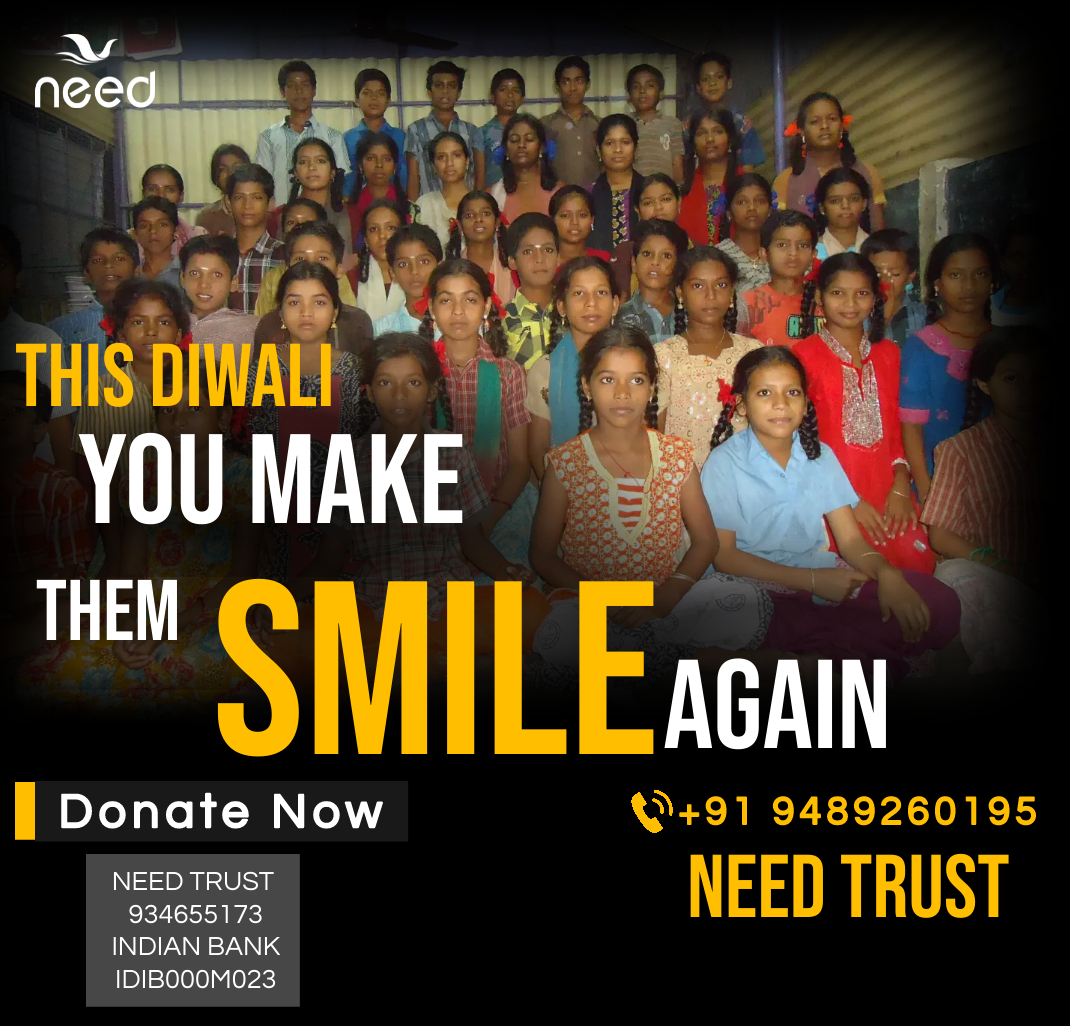 need
THIS DIWALI
YOU MAKE
THEM SMILE AGAIN
Donate Now
+91 9489260195
NEED TRUST
NEED TRUST
934655173
INDIAN BANK
IDIB000M023